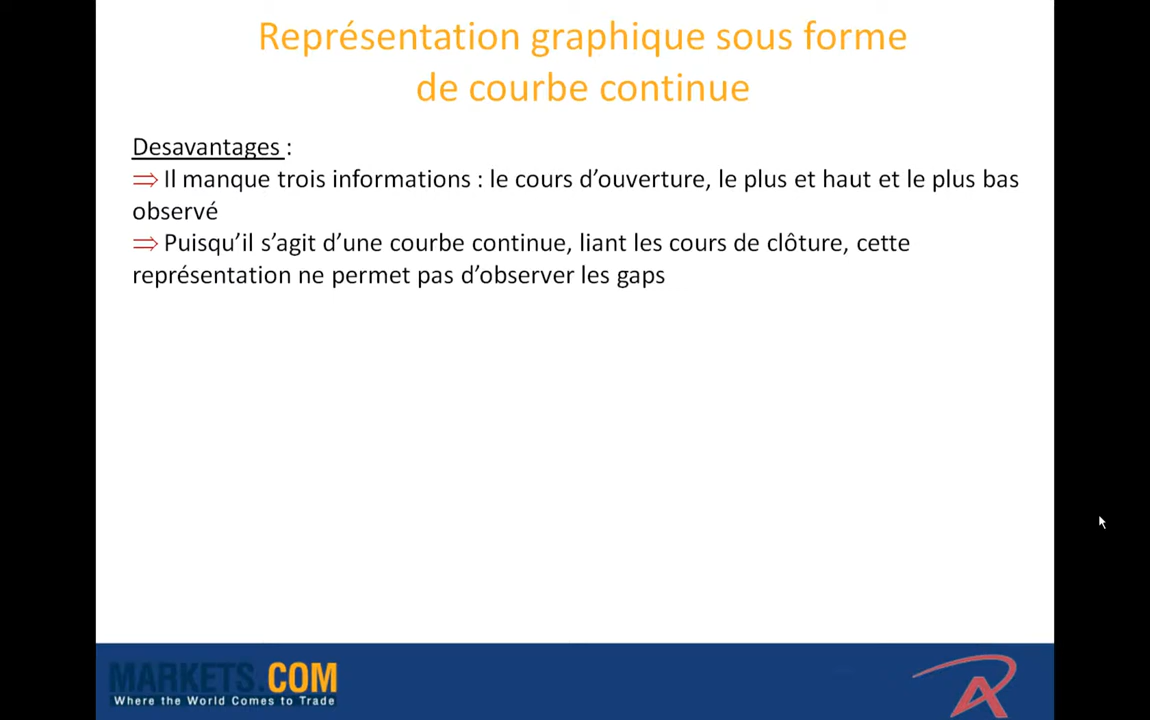 Représentation graphique sous forme
de courbe continue
Desavantages :
⇒ Il manque trois informations : le cours d’ouverture, le plus et haut et le plus bas
observé
⇒ Puisqu’il s’agit d’une courbe continue, liant les cours de clôture, cette
représentation ne permet pas d’observer les gaps
MARKETS.COM
Where the World Comes to Trade